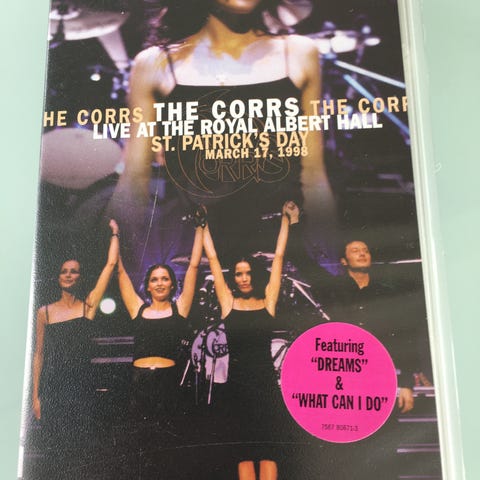 HE CORRS THE CORRS THE CORR
LIVE AT THE ROYAL ALBERT HALL
ST. PATRICK'S DAY
MARCH 17, 1998
CORRS
Featuring
"DREAMS"
&
"WHAT CAN I DO"
7567 80671-3